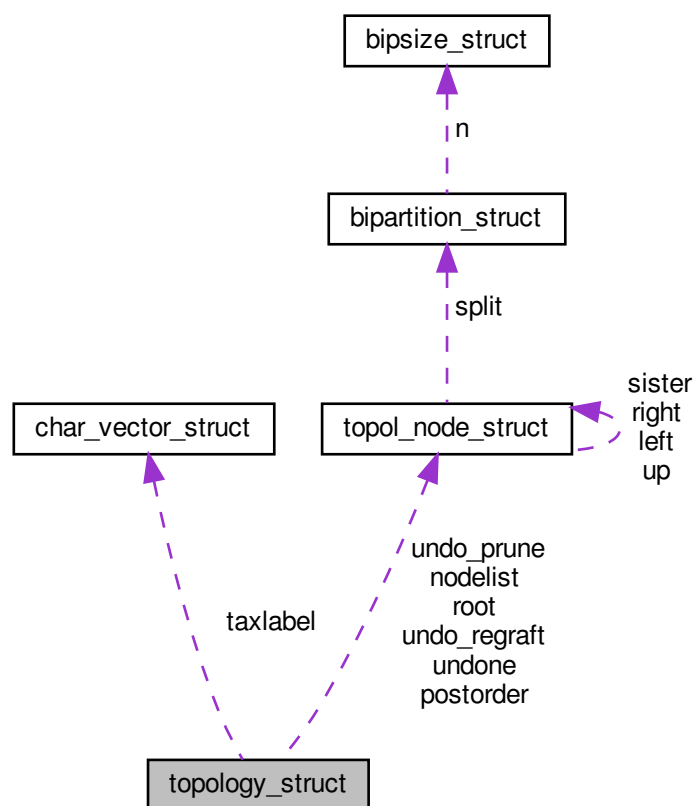 bipsize_struct
n
bipartition_struct
split
sister
right
left
up
char_vector_struct
topol_node_struct
undo_prune
nodelist
root
undo_regraft
undone
postorder
taxlabel
topology_struct